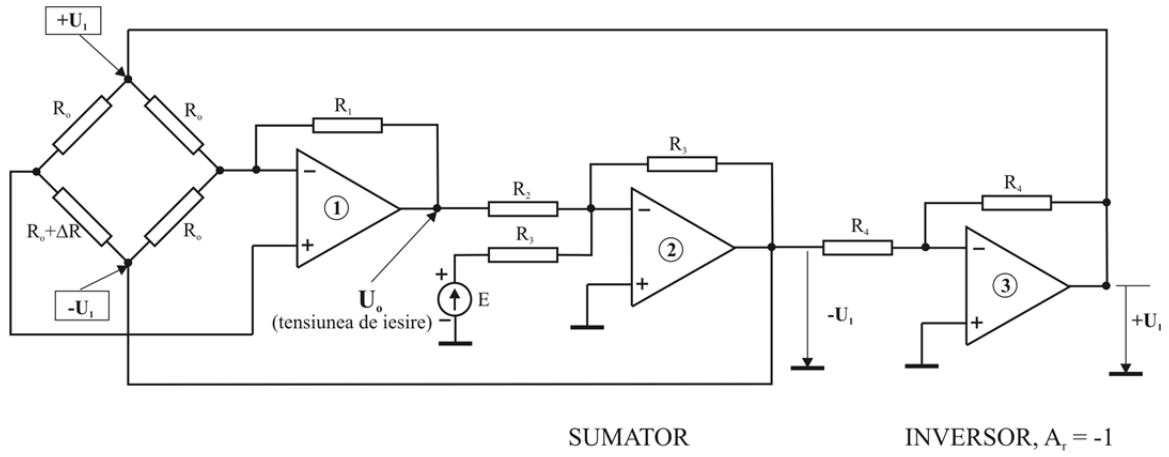 +U₁
Rₒ
Rₒ
Rₒ+ΔR
Rₒ
-U₁
R₁
−
+
1
Uₒ
(tensiunea de iesire)
R₂
R₃
+
−
E
R₃
−
+
2
-U₁
R₄
R₄
−
+
3
+U₁
SUMATOR
INVERSOR, Aᵣ = -1